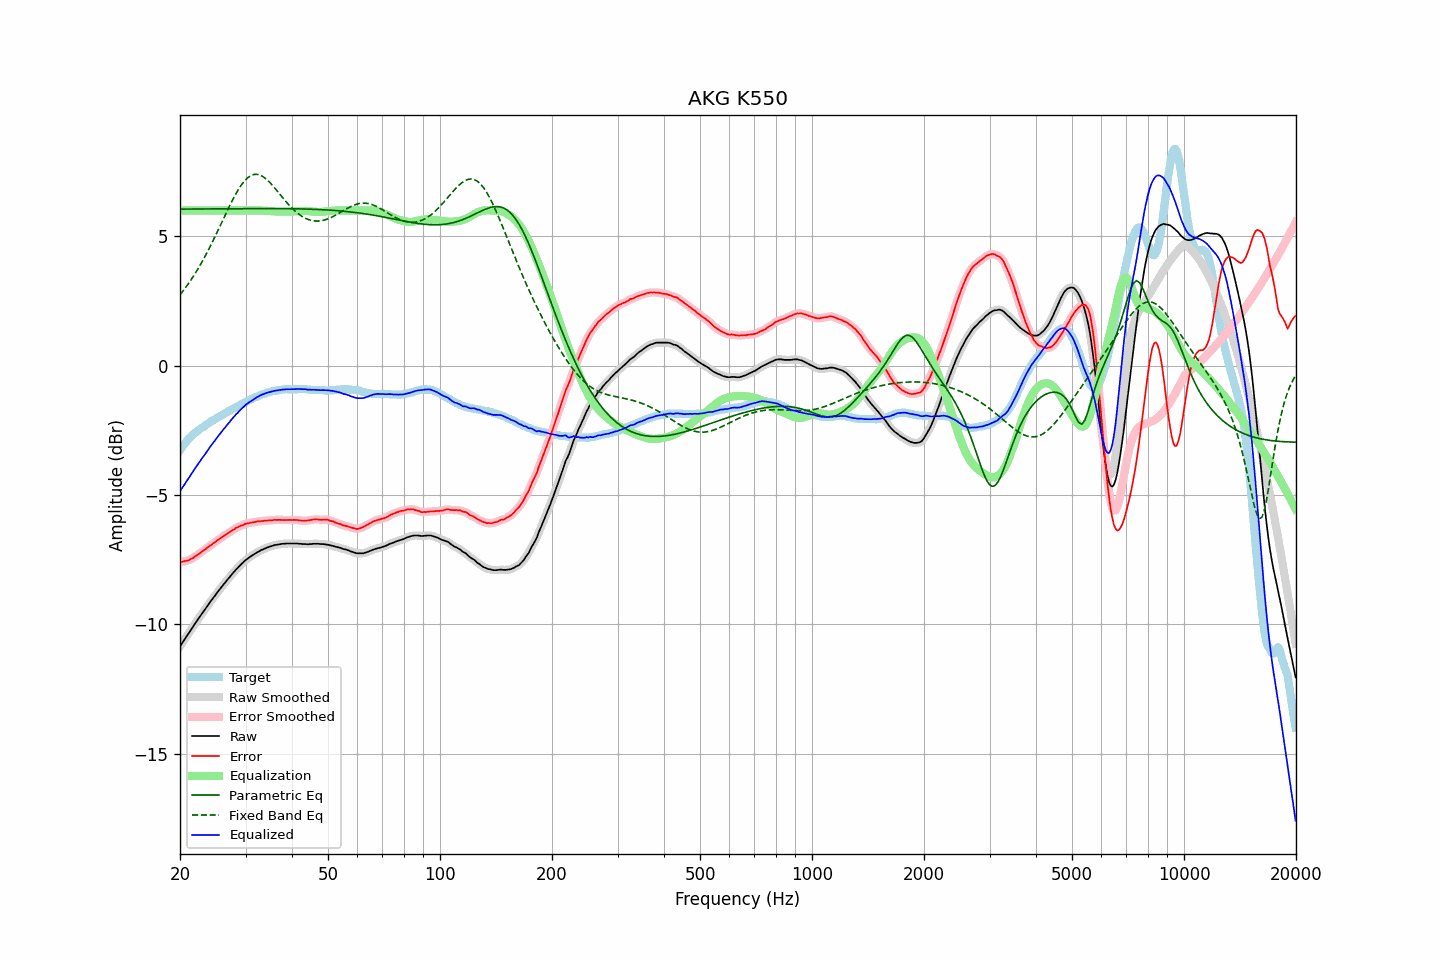 AKG K550
Amplitude (dBr)
5
0
−5
−10
−15
Target
Raw Smoothed
Error Smoothed
Raw
Error
Equalization
Parametric Eq
Fixed Band Eq
Equalized
20 50 100 200 500 1000 2000 5000 10000 20000
Frequency (Hz)